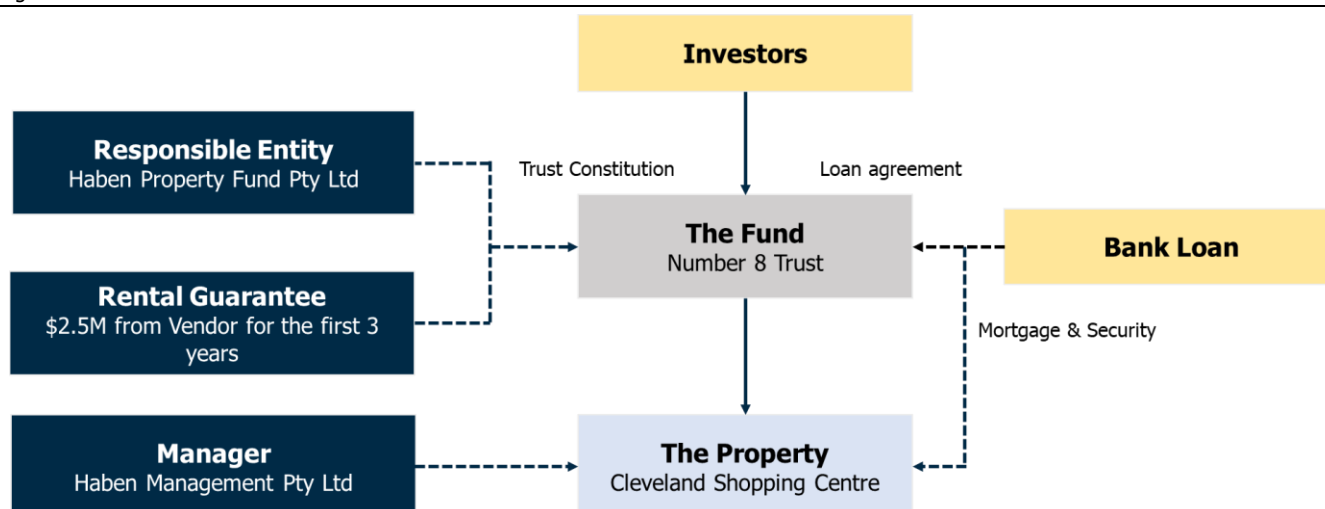 Investors
Responsible Entity
Haben Property Fund Pty Ltd
Trust Constitution
Loan agreement
The Fund
Number 8 Trust
Bank Loan
Rental Guarantee
$2.5M from Vendor for the first 3
years
Mortgage & Security
Manager
Haben Management Pty Ltd
The Property
Cleveland Shopping Centre